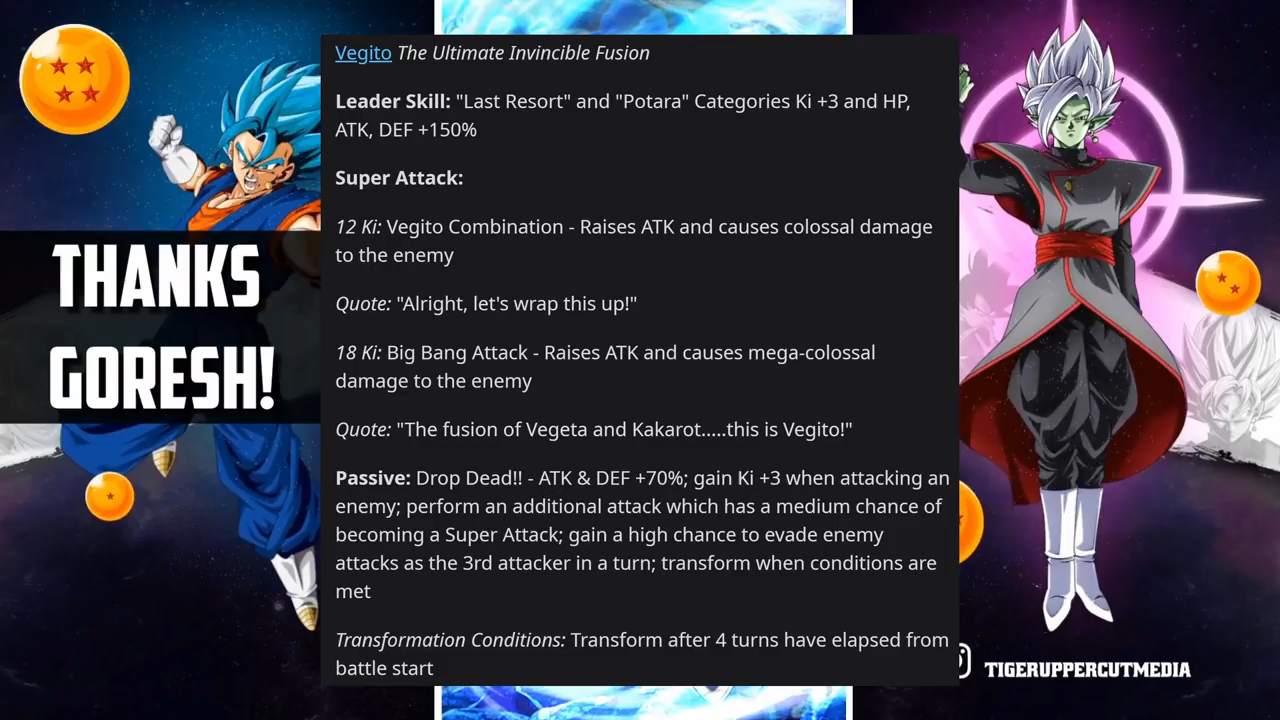 Vegito The Ultimate Invincible Fusion
Leader Skill: "Last Resort" and "Potara" Categories Ki +3 and HP,
ATK, DEF +150%
Super Attack:
12 Ki: Vegito Combination - Raises ATK and causes colossal damage
to the enemy
THANKS
GORESH!
Quote: "Alright, let's wrap this up!"
18 Ki: Big Bang Attack - Raises ATK and causes mega-colossal
damage to the enemy
Quote: "The fusion of Vegeta and Kakarot.....this is Vegito!"
Passive: Drop Dead!! - ATK & DEF +70%; gain Ki +3 when attacking an
enemy; perform an additional attack which has a medium chance of
becoming a Super Attack; gain a high chance to evade enemy
attacks as the 3rd attacker in a turn; transform when conditions are
met
Transformation Conditions: Transform after 4 turns have elapsed from
battle start
TIGERUPPERCUTMEDIA